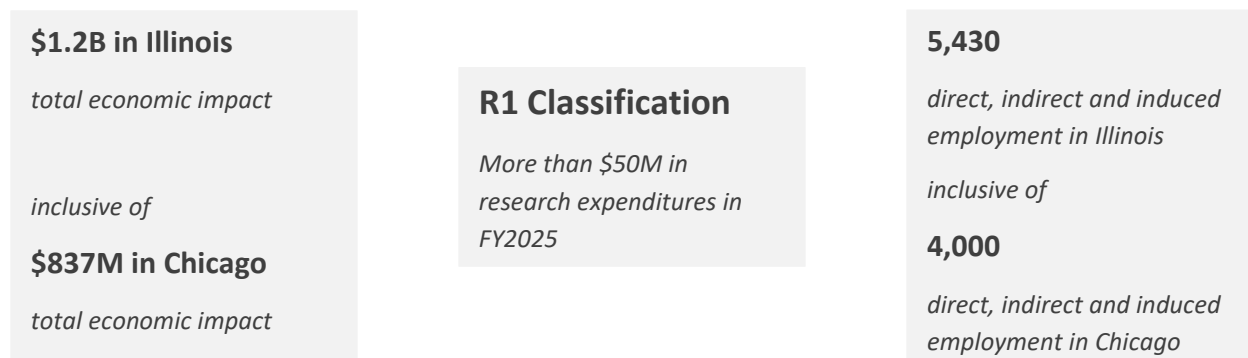 $1.2B in Illinois
total economic impact
inclusive of
$837M in Chicago
total economic impact
R1 Classification
More than $50M in
research expenditures in
FY2025
5,430
direct, indirect and induced
employment in Illinois
inclusive of
4,000
direct, indirect and induced
employment in Chicago